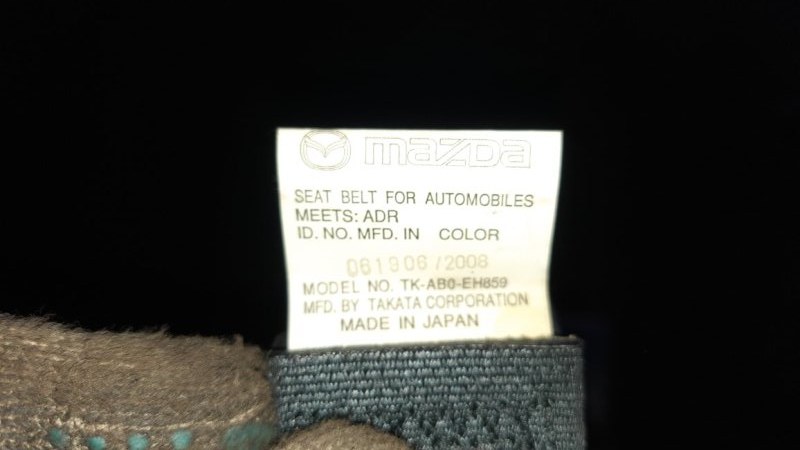 mazda
SEAT BELT FOR AUTOMOBILES
MEETS: ADR
ID. NO. MFD. IN COLOR
061906/2008
MODEL NO. TK-AB0-EH859
MFD. BY TAKATA CORPORATION
MADE IN JAPAN